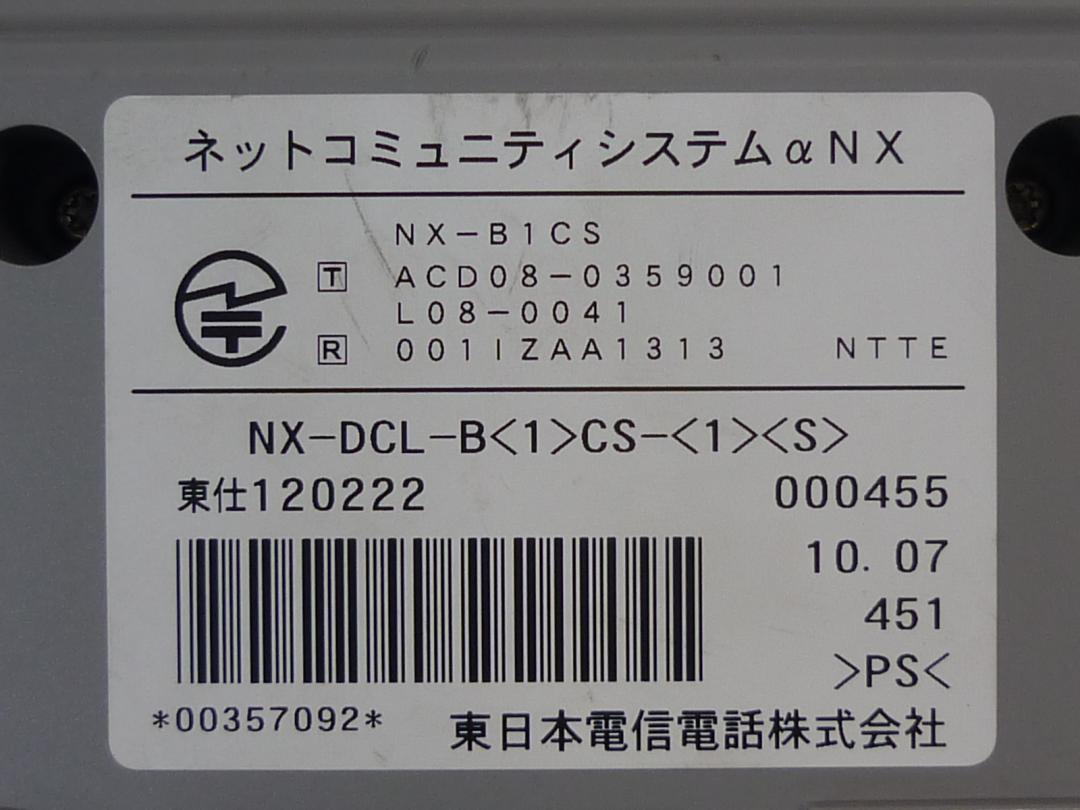 ネットコミュニティシステムαNX
NX-B1CS
T ACD08-0359001
L08-0041
R 001IZAA1313 NTTE
NX-DCL-B<1>CS-<1><S>
東仕120222 000455
10. 07
451
>PS<
*00357092* 東日本電信電話株式会社